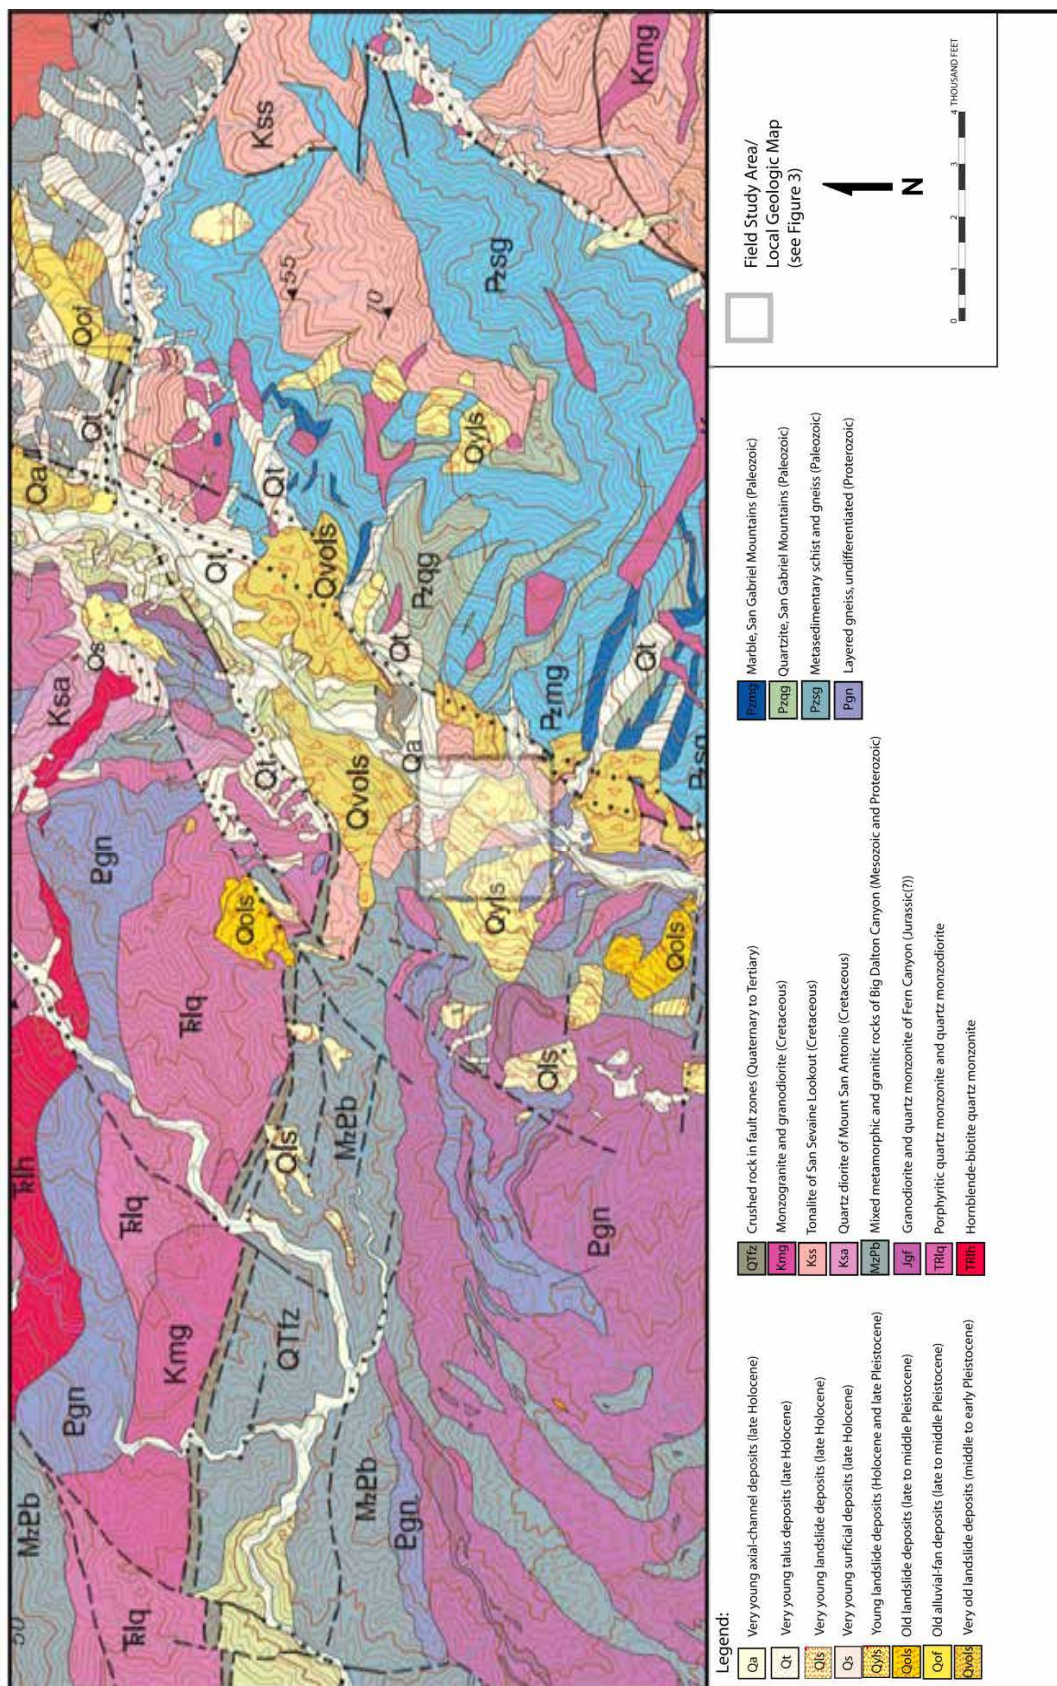 MzPb
TRlh
Qa
Ksa
Qof
Pgn
Pgn
Qs
Qt
TRlq
TRlq
Kmg
TRlq
Qt
Qols
Qt
Qt
Kss
QTfz
Qls
55
Qvols
Qvols
MzPb
MzPb
70
Qt
Qa
Pzqg
Pgn
Qyls
Qyls
Pzsg
Qls
Pzmg
Pgn
Qt
Kmg
Qols
Pzsg
Legend:
Qa Very young axial-channel deposits (late Holocene)
Qt Very young talus deposits (late Holocene)
Qls Very young landslide deposits (late Holocene)
Qs Very young surficial deposits (late Holocene)
Qyls Young landslide deposits (Holocene and late Pleistocene)
Qols Old landslide deposits (late to middle Pleistocene)
Qof Old alluvial-fan deposits (late to middle Pleistocene)
Qvols Very old landslide deposits (middle to early Pleistocene)
QTfz Crushed rock in fault zones (Quaternary to Tertiary)
Kmg Monzogranite and granodiorite (Cretaceous)
Kss Tonalite of San Sevaine Lookout (Cretaceous)
Ksa Quartz diorite of Mount San Antonio (Cretaceous)
MzPb Mixed metamorphic and granitic rocks of Big Dalton Canyon (Mesozoic and Proterozoic)
Jgf Granodiorite and quartz monzonite of Fern Canyon (Jurassic(?))
TRlq Porphyritic quartz monzonite and quartz monzodiorite
TRlh Hornblende-biotite quartz monzonite
Pzmg Marble, San Gabriel Mountains (Paleozoic)
Pzqg Quartzite, San Gabriel Mountains (Paleozoic)
Pzsg Metasedimentary schist and gneiss (Paleozoic)
Pgn Layered gneiss, undifferentiated (Proterozoic)
Field Study Area/
Local Geologic Map
(see Figure 3)
N
0 1 2 3 4 THOUSAND FEET